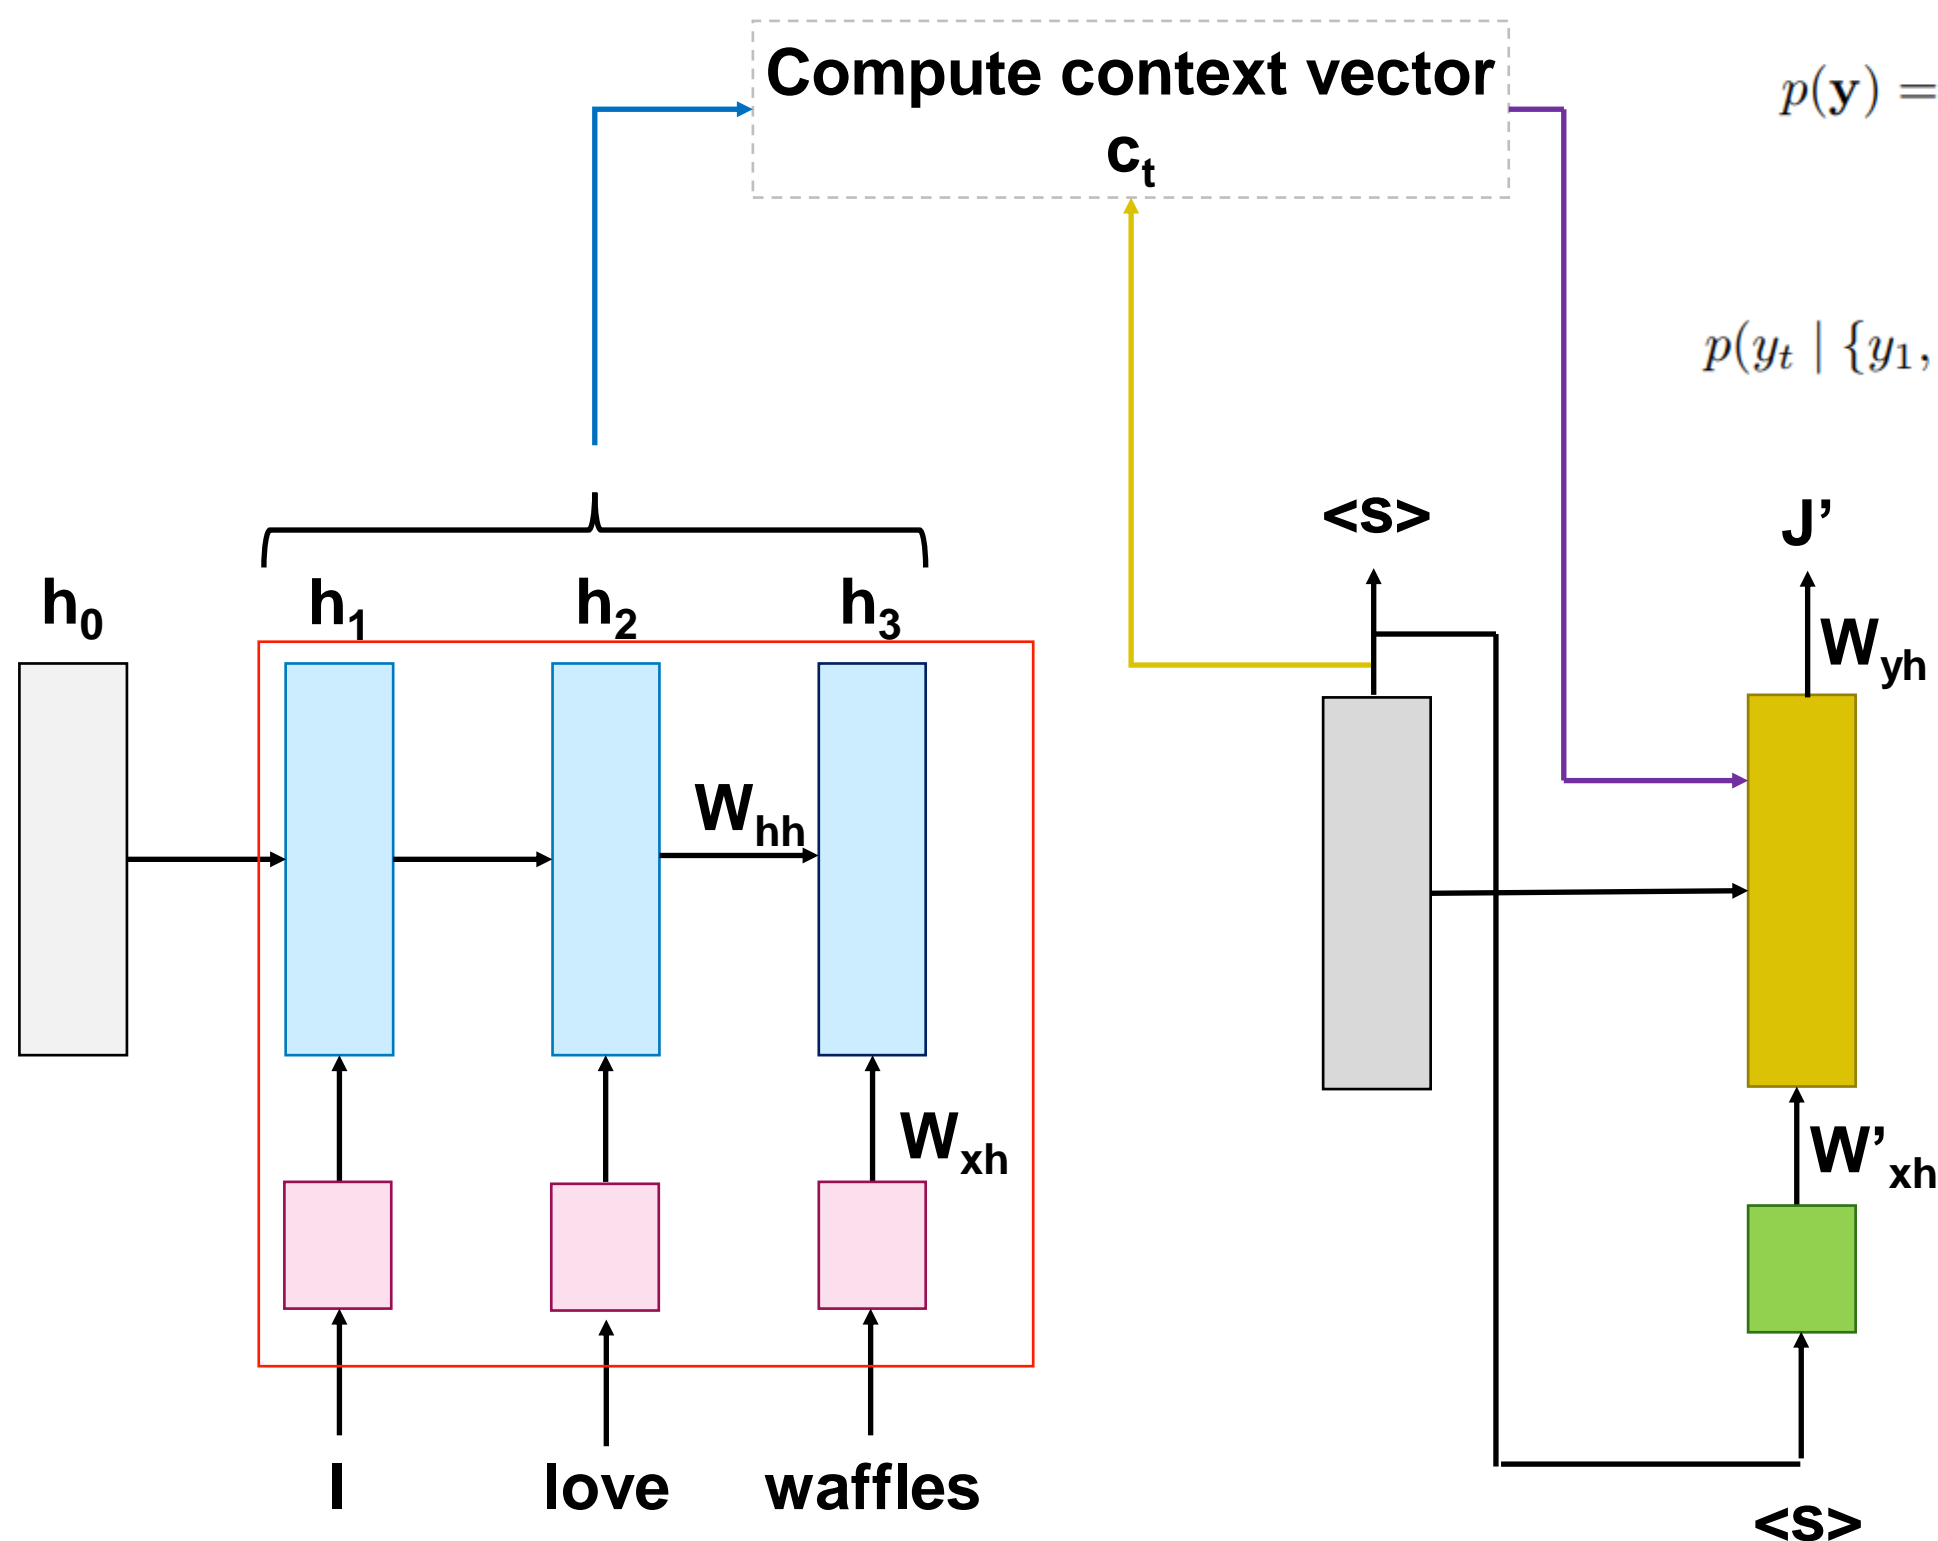 Compute context vector
c_t
p(y) =
p(y_t | {y_1,
<s>
J’
h_0
h_1
h_2
h_3
W_yh
W_hh
W_xh
W’_xh
I
love
waffles
<s>